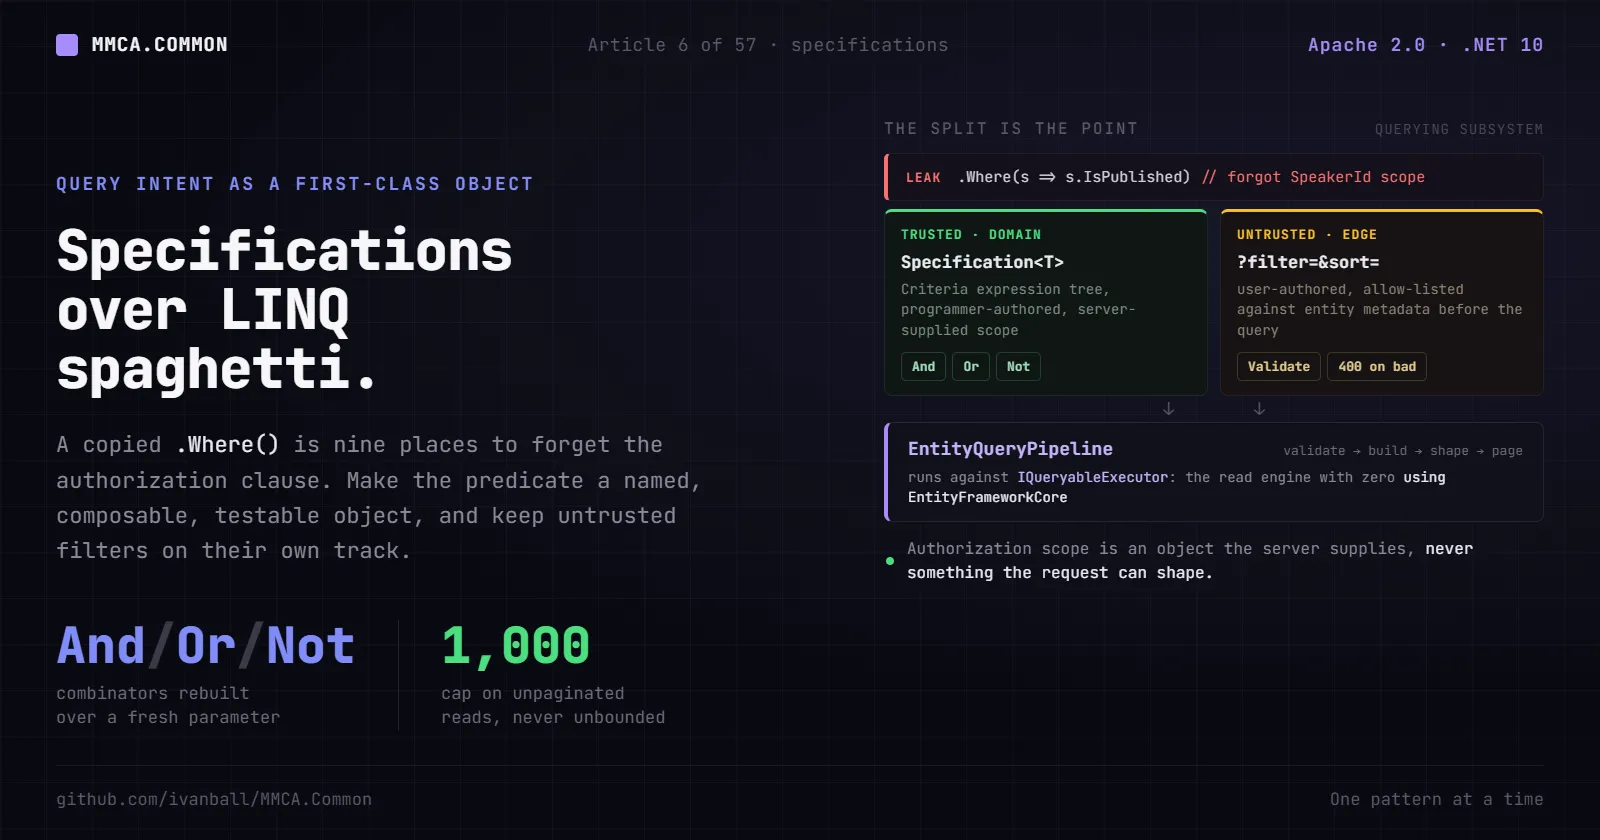 MMCA.COMMON
Article 6 of 57 · specifications
Apache 2.0 · .NET 10
QUERY INTENT AS A FIRST-CLASS OBJECT
Specifications
over LINQ
spaghetti.
A copied .Where() is nine places to forget the
authorization clause. Make the predicate a named,
composable, testable object, and keep untrusted
filters on their own track.
And/Or/Not
combinators rebuilt
over a fresh parameter
1,000
cap on unpaginated
reads, never unbounded
THE SPLIT IS THE POINT
QUERYING SUBSYSTEM
LEAK .Where(s => s.IsPublished) // forgot SpeakerId scope
TRUSTED · DOMAIN
Specification<T>
Criteria expression tree,
programmer-authored, server-
supplied scope
And Or Not
UNTRUSTED · EDGE
?filter=&sort=
user-authored, allow-listed
against entity metadata before the
query
Validate 400 on bad
↓ ↓
EntityQueryPipeline
validate → build → shape → page
runs against IQueryableExecutor: the read engine with zero using
EntityFrameworkCore
Authorization scope is an object the server supplies, never
something the request can shape.
github.com/ivanball/MMCA.Common
One pattern at a time